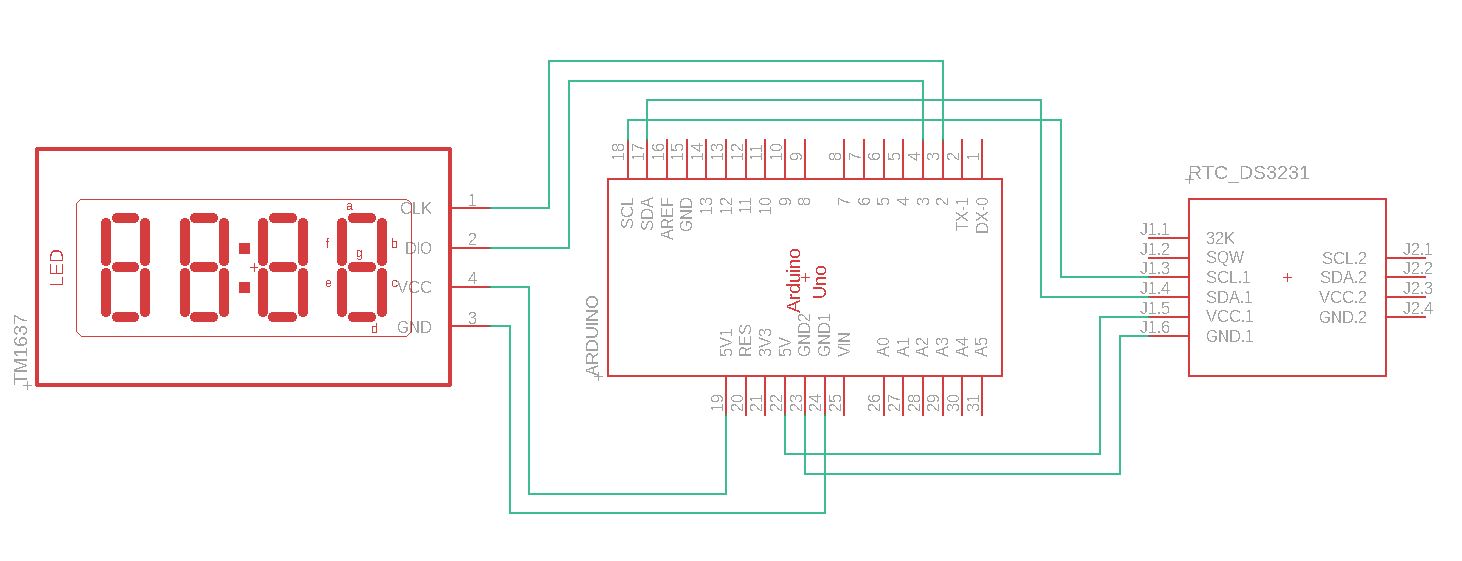 TM1637
LED
a
f
b
g
e
c
d
CLK
DIO
VCC
GND
1
2
4
3
ARDUINO
18
17
16
15
14
13
12
11
10
9
8
7
6
5
4
3
2
1
SCL
SDA
AREF
GND
13
12
11
10
9
8
7
6
5
4
3
2
TX-1
DX-0
Arduino
Uno
5V1
RES
3V3
5V
GND2
GND1
VIN
A0
A1
A2
A3
A4
A5
19
20
21
22
23
24
25
26
27
28
29
30
31
RTC_DS3231
J1.1
J1.2
J1.3
J1.4
J1.5
J1.6
32K
SQW
SCL.1
SDA.1
VCC.1
GND.1
SCL.2
SDA.2
VCC.2
GND.2
J2.1
J2.2
J2.3
J2.4